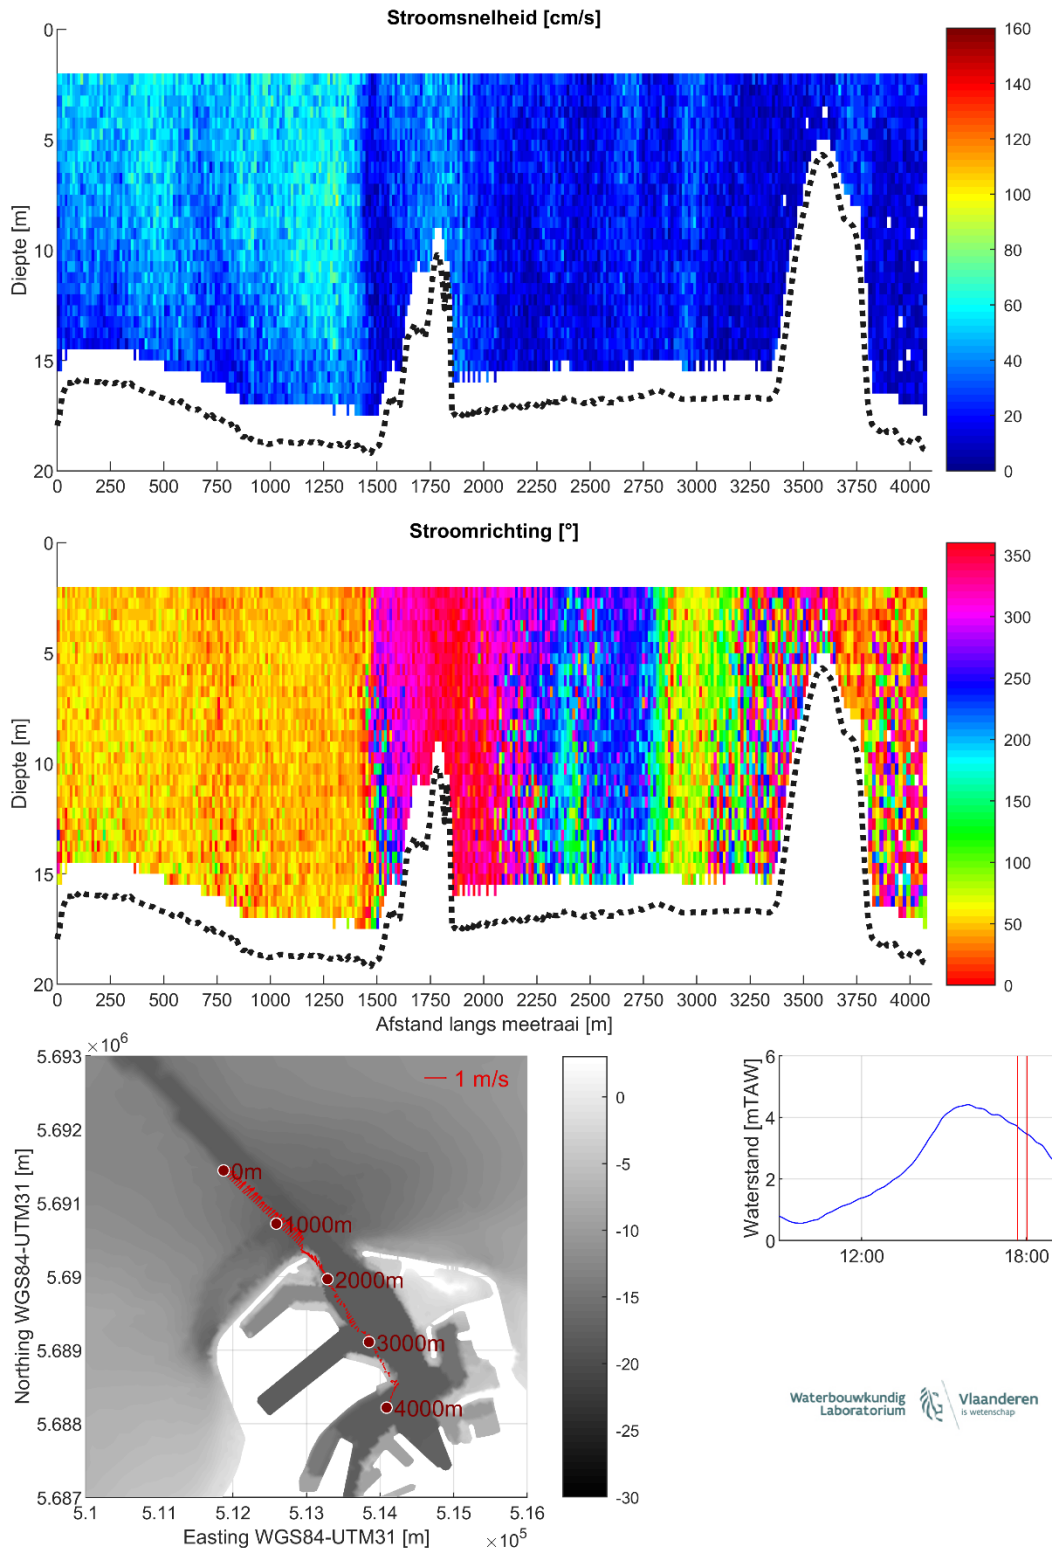 Stroomsnelheid [cm/s]
0
5
10
15
20
Diepte [m]
0 250 500 750 1000 1250 1500 1750 2000 2250 2500 2750 3000 3250 3500 3750 4000
160
140
120
100
80
60
40
20
0
Stroomrichting [°]
0
5
10
15
20
Diepte [m]
0 250 500 750 1000 1250 1500 1750 2000 2250 2500 2750 3000 3250 3500 3750 4000
Afstand langs meetraai [m]
350
300
250
200
150
100
50
0
×10⁶
5.693
5.692
5.691
5.69
5.689
5.688
5.687
Northing WGS84-UTM31 [m]
1 m/s
0m
1000m
2000m
3000m
4000m
5.1 5.11 5.12 5.13 5.14 5.15 5.16
Easting WGS84-UTM31 [m]
×10⁵
0
-5
-10
-15
-20
-25
-30
Waterstand [mTAW]
6
4
2
0
12:00 18:00
Waterbouwkundig
Laboratorium
Vlaanderen
is wetenschap